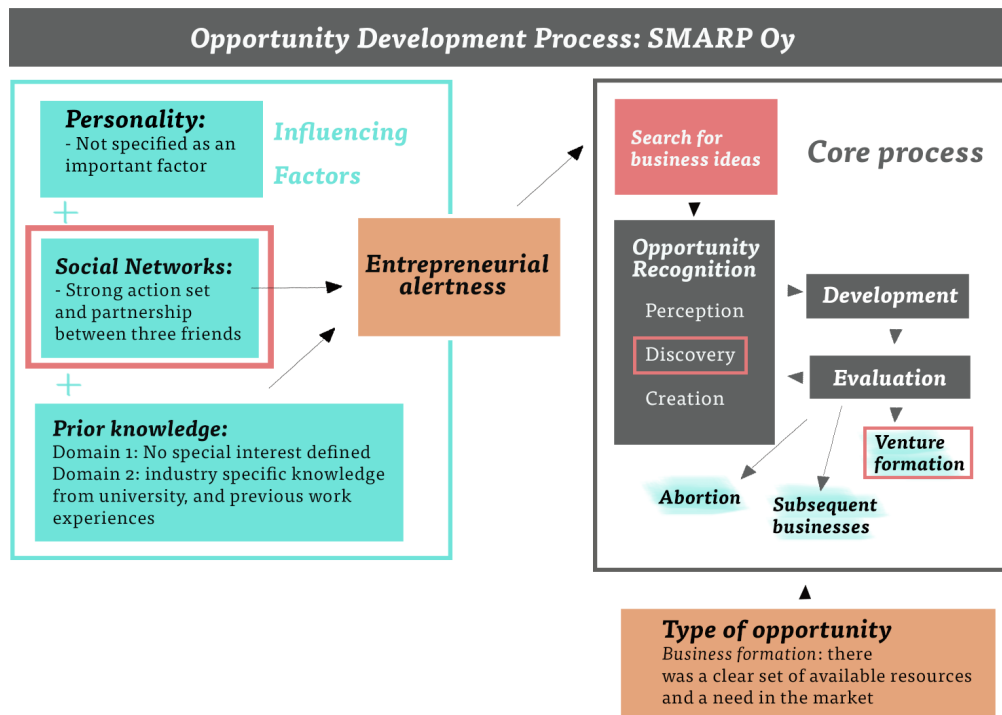 Opportunity Development Process: SMARP Oy
Personality:
- Not specified as an
important factor
Influencing
Factors
+
Social Networks:
- Strong action set
and partnership
between three friends
+
Prior knowledge:
Domain 1: No special interest defined
Domain 2: industry specific knowledge
from university, and previous work
experiences
Entrepreneurial
alertness
Search for
business ideas
Core process
Opportunity
Recognition
Perception
Discovery
Creation
Development
Evaluation
Venture
formation
Abortion
Subsequent
businesses
Type of opportunity
Business formation: there
was a clear set of available resources
and a need in the market